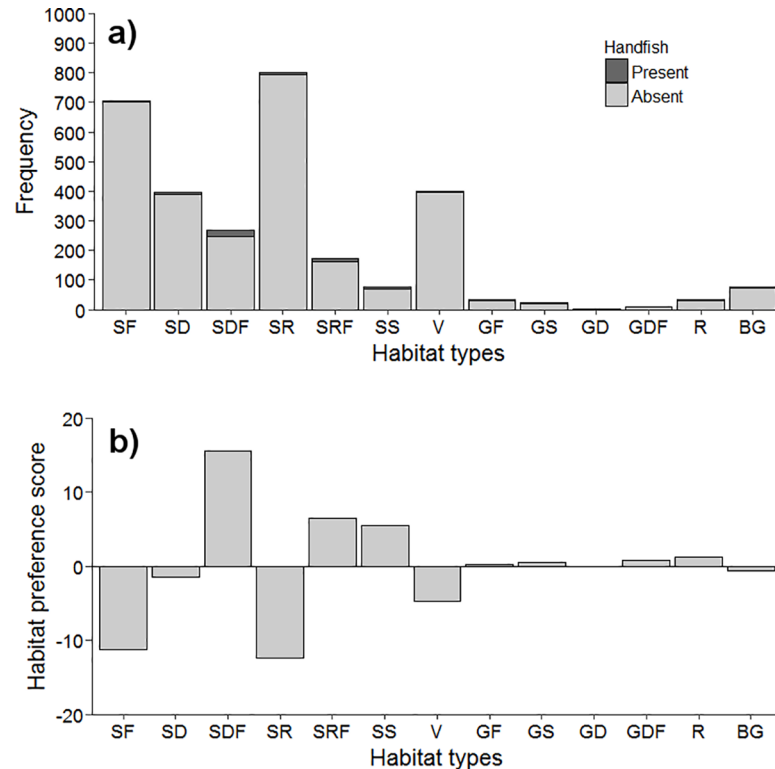 a)
Handfish
Present
Absent
1000
900
800
700
600
500
400
300
200
100
0
Frequency
SF SD SDF SR SRF SS V GF GS GD GDF R BG
Habitat types
b)
20
10
0
-10
-20
Habitat preference score
SF SD SDF SR SRF SS V GF GS GD GDF R BG
Habitat types